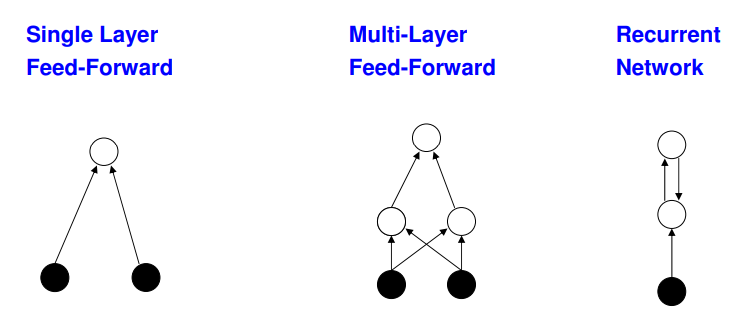 Single Layer
Feed-Forward
Multi-Layer
Feed-Forward
Recurrent
Network